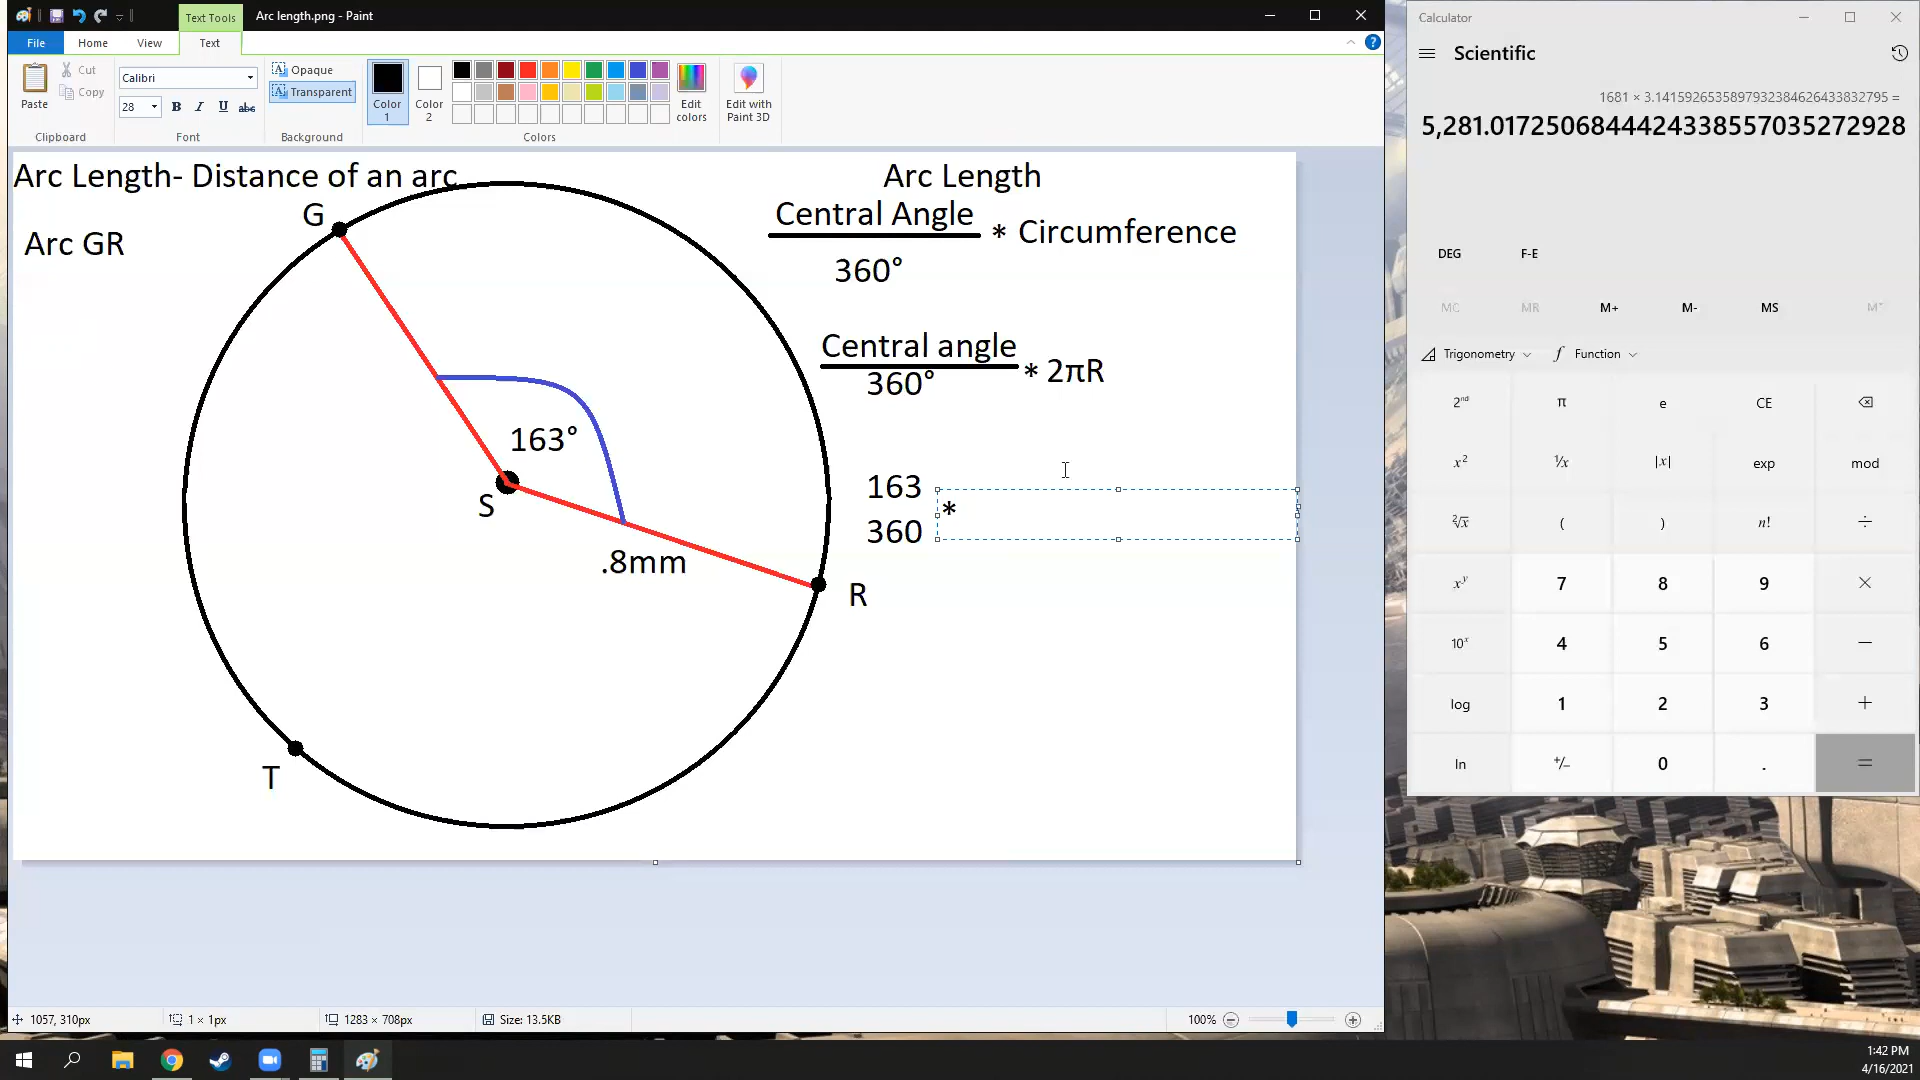 Text Tools
Arc length.png - Paint
File
Home
View
Text
Paste
Cut
Copy
Clipboard
Calibri
28
B I U abc
Font
Opaque
Transparent
Background
Color 1
Color 2
Edit colors
Colors
Edit with Paint 3D
Arc Length- Distance of an arc
Arc GR
G
163°
S
.8mm
R
T
Arc Length
Central Angle
* Circumference
360°
Central angle
* 2πR
360°
163
*
360
1057, 310px
1 × 1px
1283 × 708px
Size: 13.5KB
100%
Calculator
Scientific
1681 × 3.1415926535897932384626433832795 =
5,281.0172506844424338557035272928
DEG
F-E
MC MR M+ M- MS M˅
Trigonometry
f Function
2ⁿᵈ π e CE
x² ¹/x |x| exp mod
²√x ( ) n! ÷
xʸ 7 8 9 ×
10ˣ 4 5 6 −
log 1 2 3 +
ln +/− 0 . =
1:42 PM
4/16/2021